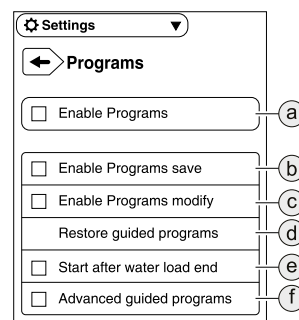 Settings
Programs
Enable Programs
a
Enable Programs save
b
Enable Programs modify
c
Restore guided programs
d
Start after water load end
e
Advanced guided programs
f